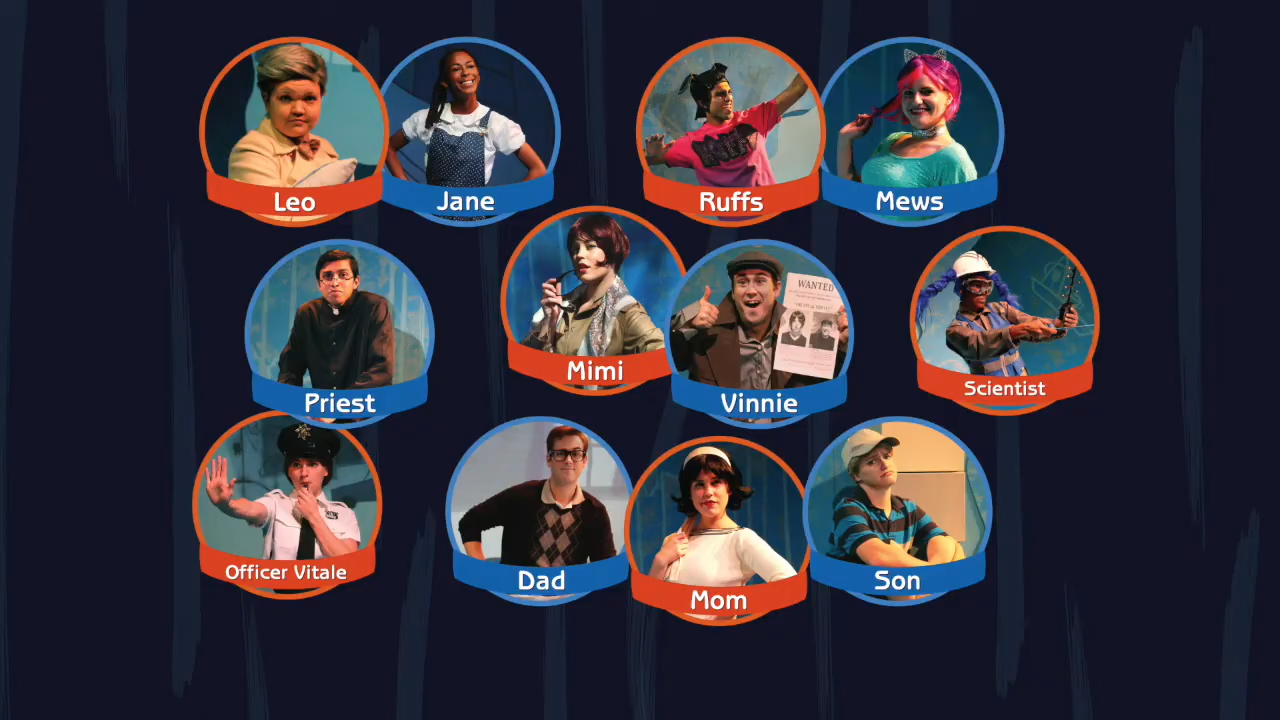 Leo
Jane
Ruffs
Mews
Priest
Mimi
WANTED
Vinnie
Scientist
Officer Vitale
Dad
Mom
Son